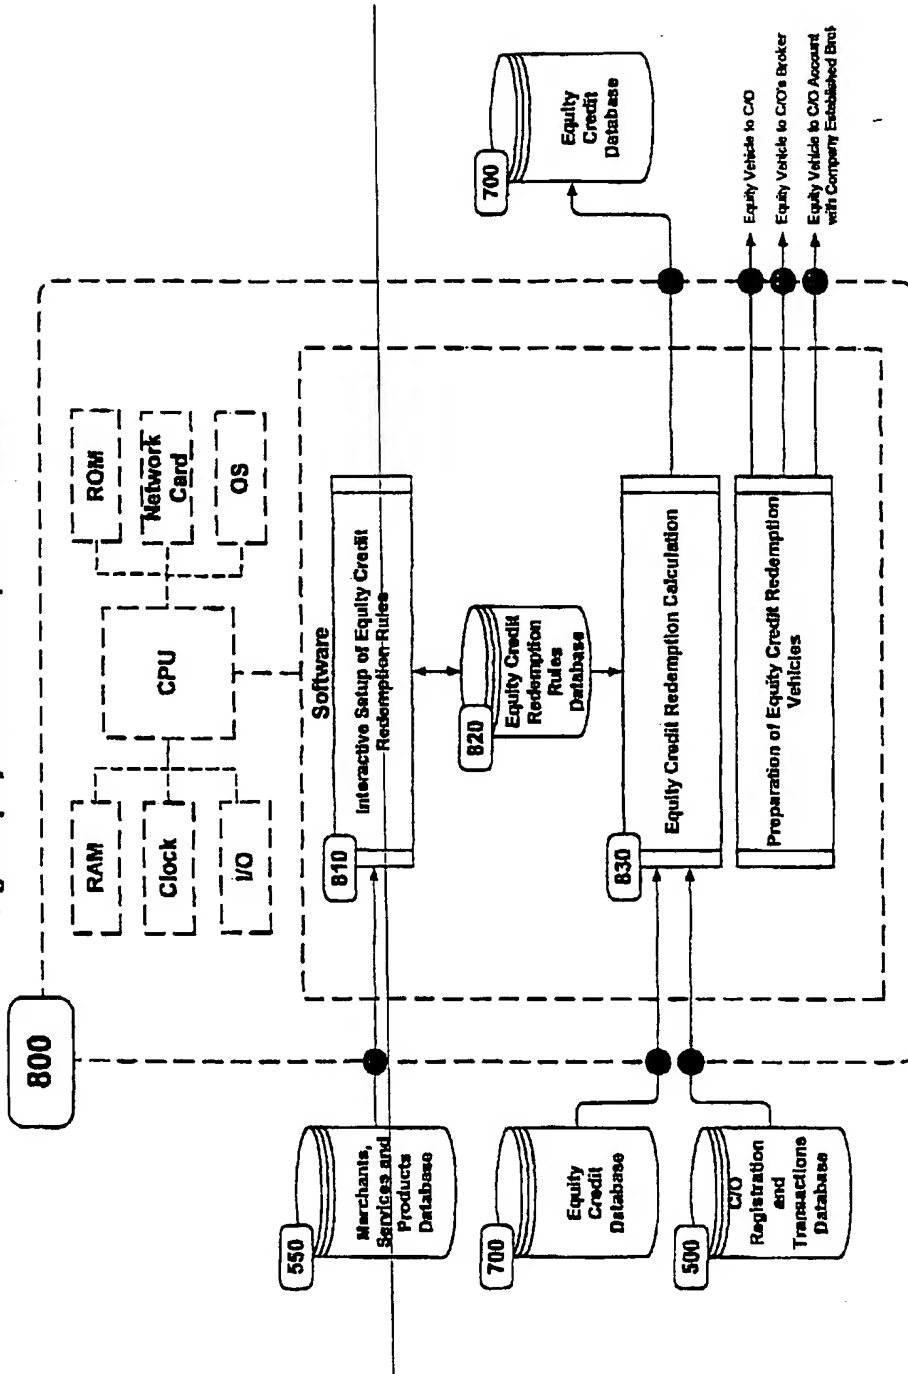 800
RAM
Clock
I/O
CPU
ROM
Network
Card
OS
Software
810
Interactive Setup of Equity Credit
Redemption Rules
550
Merchants,
Services and
Products
Database
820
Equity Credit
Redemption
Rules
Database
700
Equity
Credit
Database
700
Equity
Credit
Database
830
Equity Credit Redemption Calculation
500
C/O
Registration
and
Transactions
Database
Preparation of Equity Credit Redemption
Vehicles
Equity Vehicle to C/O
Equity Vehicle to C/O's Broker
Equity Vehicle to C/O Account
with Company Established